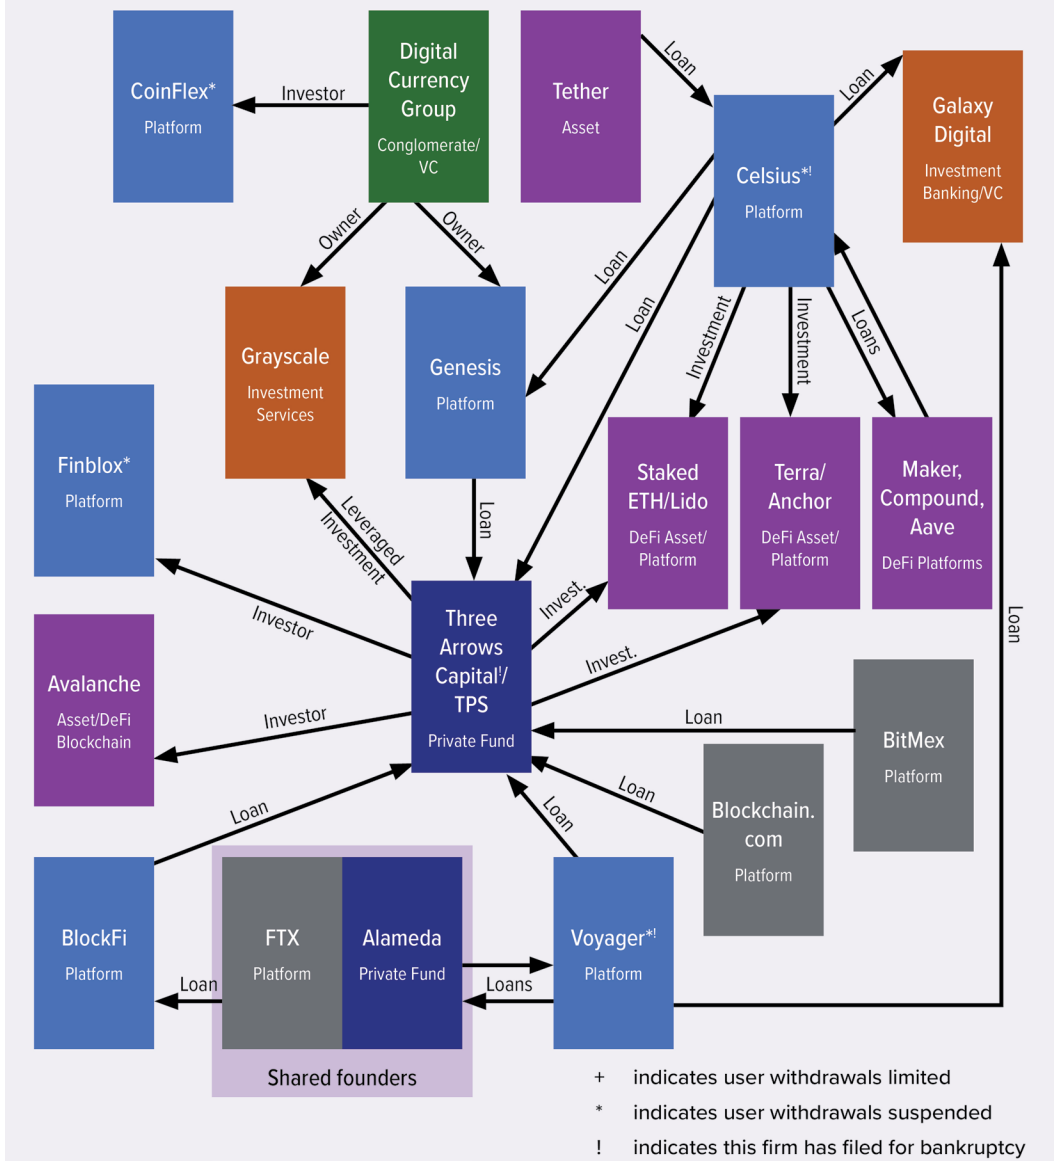 CoinFlex*
Platform
Investor
Digital
Currency
Group
Conglomerate/
VC
Tether
Asset
Loan
Celsius*!
Platform
Loan
Galaxy
Digital
Investment
Banking/VC
Owner
Owner
Loan
Loan
Investment
Investment
Loans
Grayscale
Investment
Services
Genesis
Platform
Finblox*
Platform
Leveraged
Investment
Loan
Staked
ETH/Lido
DeFi Asset/
Platform
Terra/
Anchor
DeFi Asset/
Platform
Maker,
Compound,
Aave
DeFi Platforms
Investor
Three
Arrows
Capital!/
TPS
Private Fund
Invest.
Invest.
Loan
Avalanche
Asset/DeFi
Blockchain
Investor
Loan
BitMex
Platform
Loan
Blockchain.
com
Platform
Loan
Loan
BlockFi
Platform
Loan
FTX
Platform
Alameda
Private Fund
Loans
Voyager*!
Platform
Shared founders
+ indicates user withdrawals limited
* indicates user withdrawals suspended
! indicates this firm has filed for bankruptcy